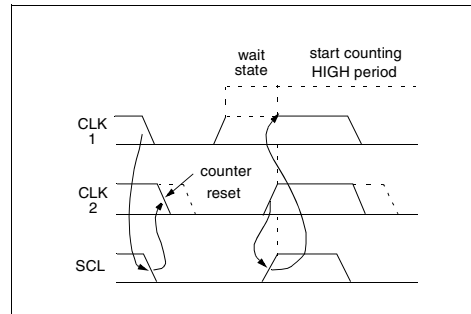 wait
state
start counting
HIGH period
CLK
1
counter
reset
CLK
2
SCL